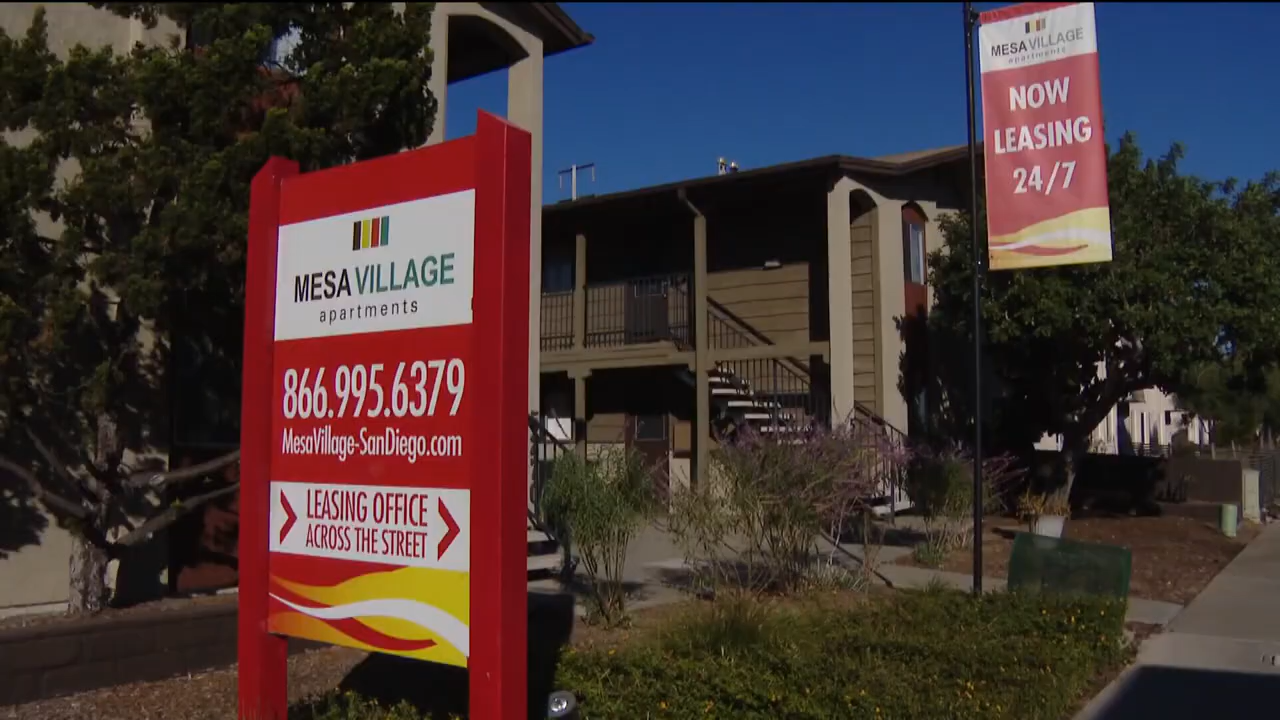 MESA VILLAGE
apartments
866.995.6379
MesaVillage-SanDiego.com
LEASING OFFICE
ACROSS THE STREET
MESA VILLAGE
apartments
NOW
LEASING
24/7